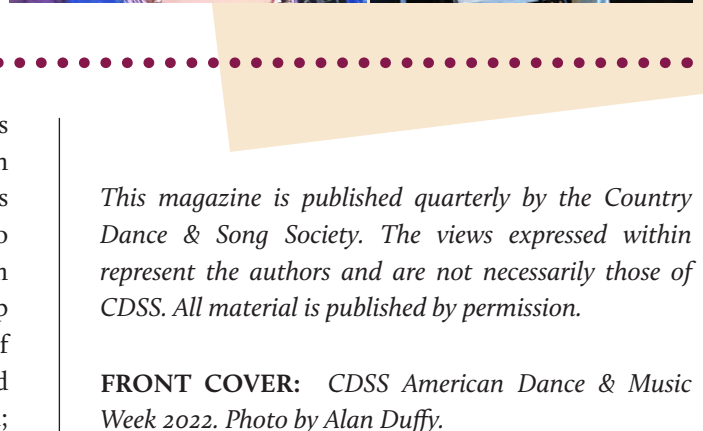 This magazine is published quarterly by the Country
Dance & Song Society. The views expressed within
represent the authors and are not necessarily those of
CDSS. All material is published by permission.
FRONT COVER: CDSS American Dance & Music
Week 2022. Photo by Alan Duffy.